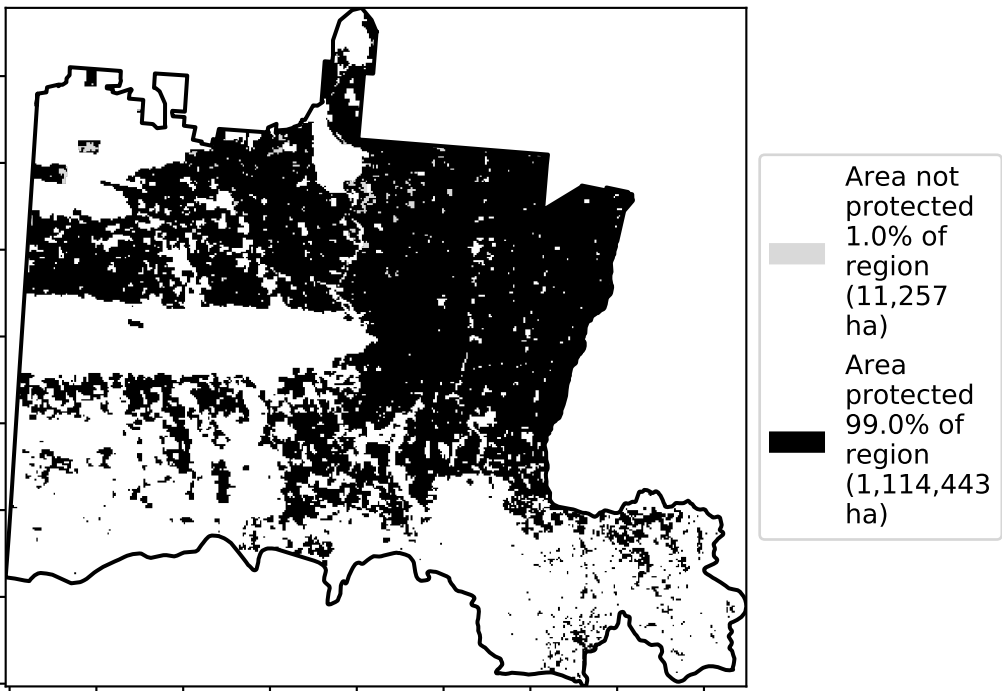 Area not
protected
1.0% of
region
(11,257
ha)
Area
protected
99.0% of
region
(1,114,443
ha)